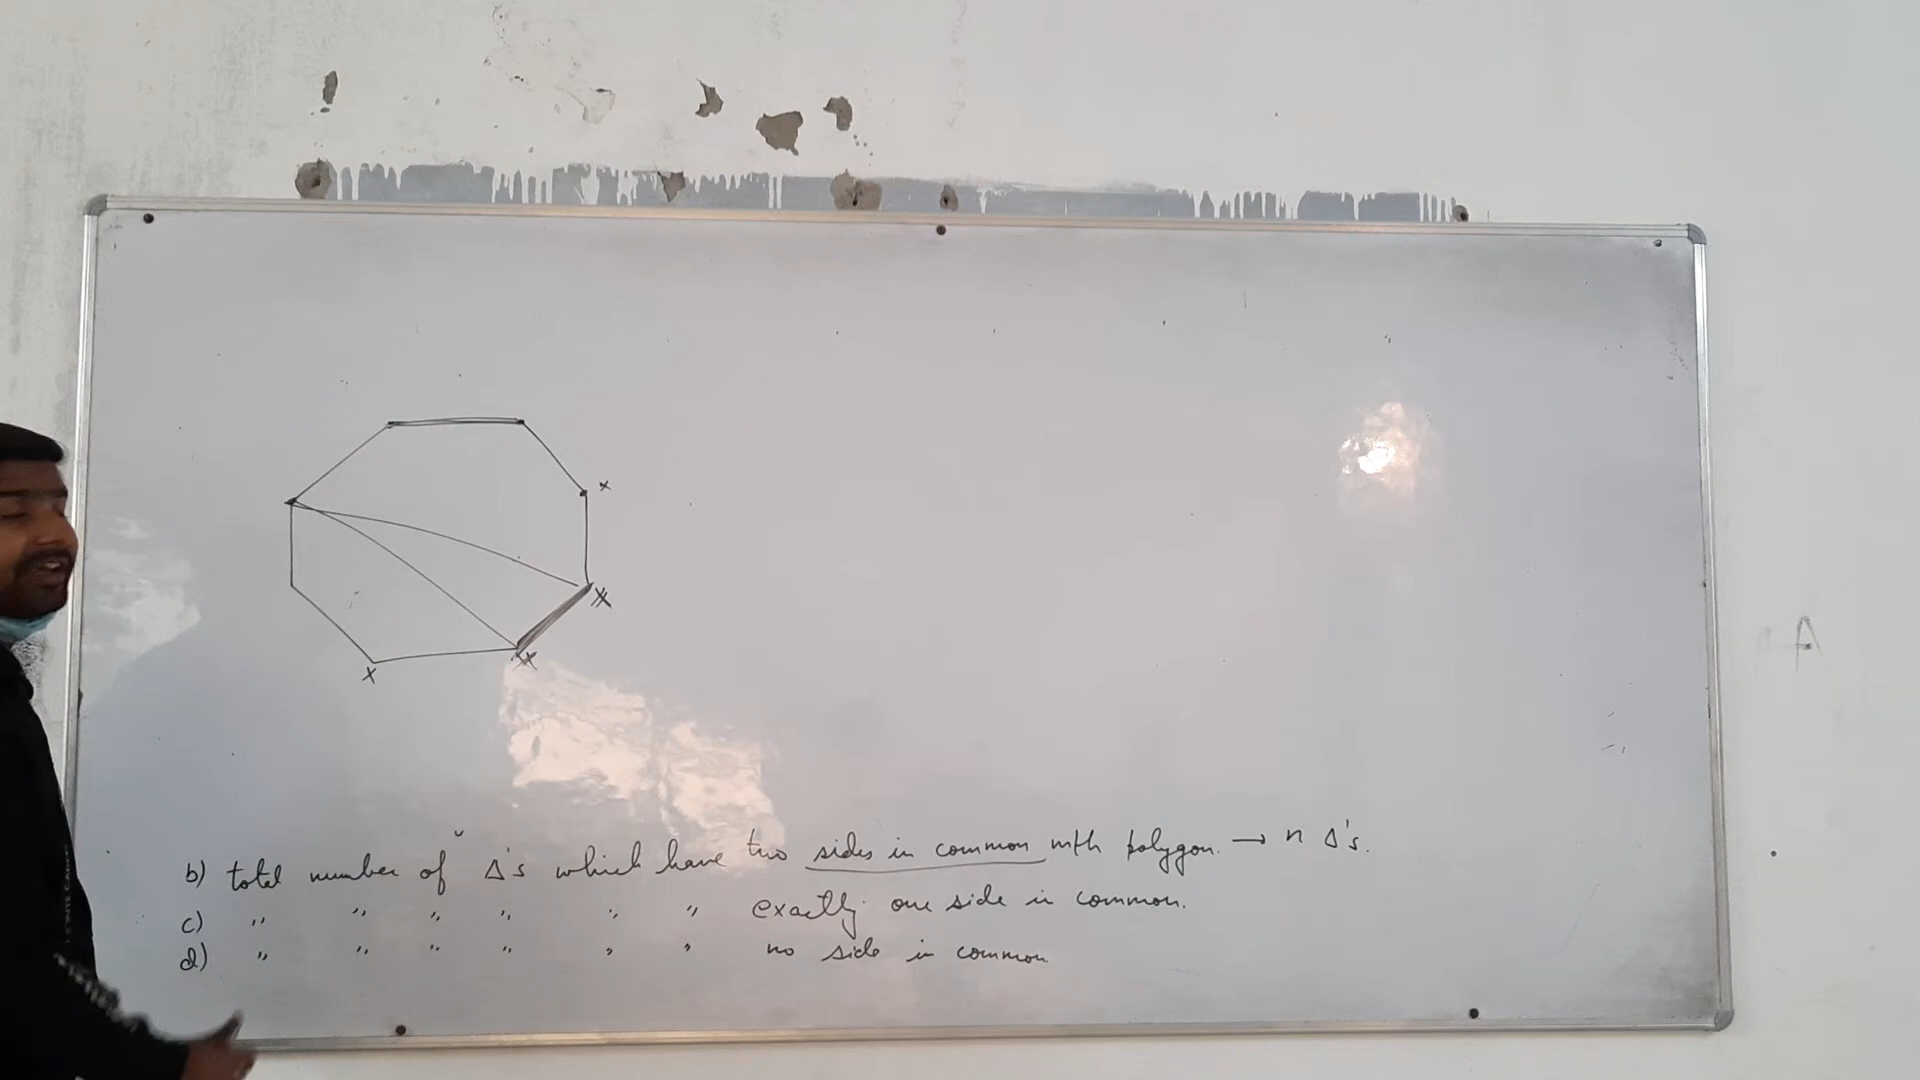 x
x
x
x
A
b) total number of Δ's which have two sides in common with polygon. → n Δ's.
c) " " " " " " exactly one side in common.
d) " " " " " " no side in common